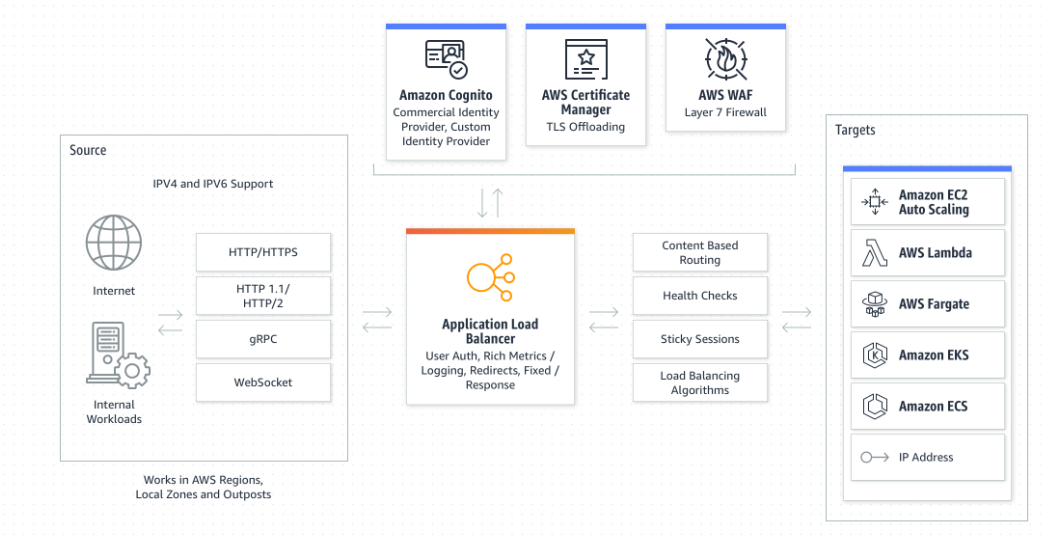 Amazon Cognito
Commercial Identity
Provider, Custom
Identity Provider
AWS Certificate
Manager
TLS Offloading
AWS WAF
Layer 7 Firewall
Source
IPV4 and IPV6 Support
Internet
Internal
Workloads
HTTP/HTTPS
HTTP 1.1/
HTTP/2
gRPC
WebSocket
Works in AWS Regions,
Local Zones and Outposts
Application Load
Balancer
User Auth, Rich Metrics /
Logging, Redirects, Fixed /
Response
Content Based
Routing
Health Checks
Sticky Sessions
Load Balancing
Algorithms
Targets
Amazon EC2
Auto Scaling
AWS Lambda
AWS Fargate
K
Amazon EKS
Amazon ECS
IP Address